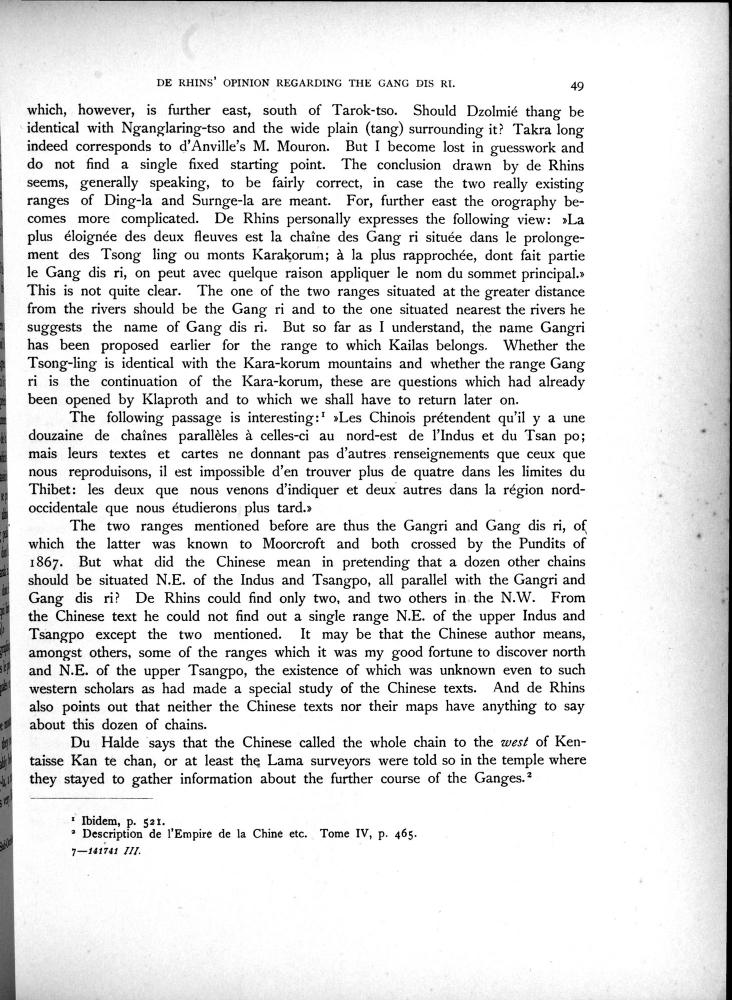 DE RHINS' OPINION REGARDING THE GANG DIS RI. 49
which, however, is further east, south of Tarok-tso. Should Dzolmié thang be
identical with Nganglaring-tso and the wide plain (tang) surrounding it? Takra long
indeed corresponds to d'Anville's M. Mouron. But I become lost in guesswork and
do not find a single fixed starting point. The conclusion drawn by de Rhins
seems, generally speaking, to be fairly correct, in case the two really existing
ranges of Ding-la and Surnge-la are meant. For, further east the orography be-
comes more complicated. De Rhins personally expresses the following view: »La
plus éloignée des deux fleuves est la chaîne des Gang ri située dans le prolonge-
ment des Tsong ling ou monts Karaḳorum; à la plus rapprochée, dont fait partie
le Gang dis ri, on peut avec quelque raison appliquer le nom du sommet principal.»
This is not quite clear. The one of the two ranges situated at the greater distance
from the rivers should be the Gang ri and to the one situated nearest the rivers he
suggests the name of Gang dis ri. But so far as I understand, the name Gangri
has been proposed earlier for the range to which Kailas belongs. Whether the
Tsong-ling is identical with the Kara-korum mountains and whether the range Gang
ri is the continuation of the Kara-korum, these are questions which had already
been opened by Klaproth and to which we shall have to return later on.
The following passage is interesting:¹ »Les Chinois prétendent qu'il y a une
douzaine de chaînes parallèles à celles-ci au nord-est de l'Indus et du Tsan po;
mais leurs textes et cartes ne donnant pas d'autres renseignements que ceux que
nous reproduisons, il est impossible d'en trouver plus de quatre dans les limites du
Thibet: les deux que nous venons d'indiquer et deux autres dans la région nord-
occidentale que nous étudierons plus tard.»
The two ranges mentioned before are thus the Gangri and Gang dis ri, of
which the latter was known to Moorcroft and both crossed by the Pundits of
1867. But what did the Chinese mean in pretending that a dozen other chains
should be situated N.E. of the Indus and Tsangpo, all parallel with the Gangri and
Gang dis ri? De Rhins could find only two, and two others in the N.W. From
the Chinese text he could not find out a single range N.E. of the upper Indus and
Tsangpo except the two mentioned. It may be that the Chinese author means,
amongst others, some of the ranges which it was my good fortune to discover north
and N.E. of the upper Tsangpo, the existence of which was unknown even to such
western scholars as had made a special study of the Chinese texts. And de Rhins
also points out that neither the Chinese texts nor their maps have anything to say
about this dozen of chains.
Du Halde says that the Chinese called the whole chain to the west of Ken-
taisse Kan te chan, or at least the Lama surveyors were told so in the temple where
they stayed to gather information about the further course of the Ganges.²
¹ Ibidem, p. 521.
² Description de l'Empire de la Chine etc. Tome IV, p. 465.
7—141741 III.